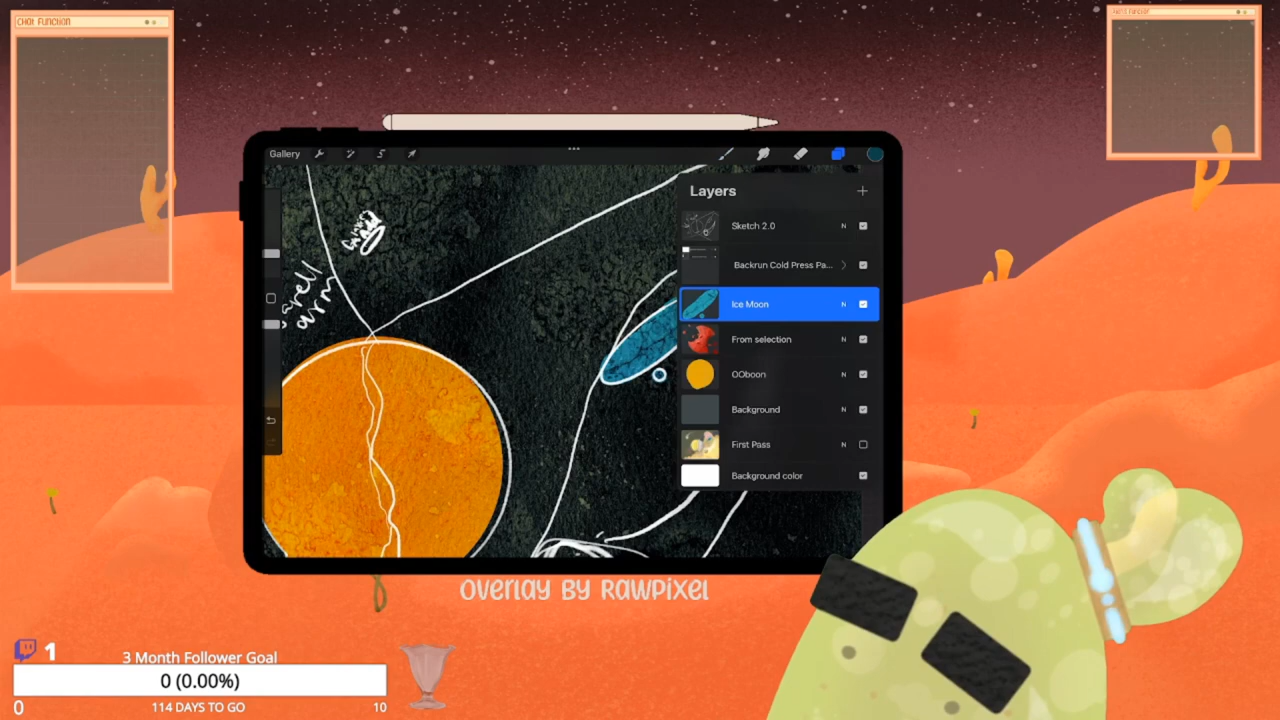 Chat Function
Gallery
Layers
Sketch 2.0 N
Backrun Cold Press Pa...
Ice Moon N
From selection N
OOboon N
Background N
First Pass N
Background color
arm
Overlay by Rawpixel
1
3 Month Follower Goal
0 (0.00%)
0 114 DAYS TO GO 10